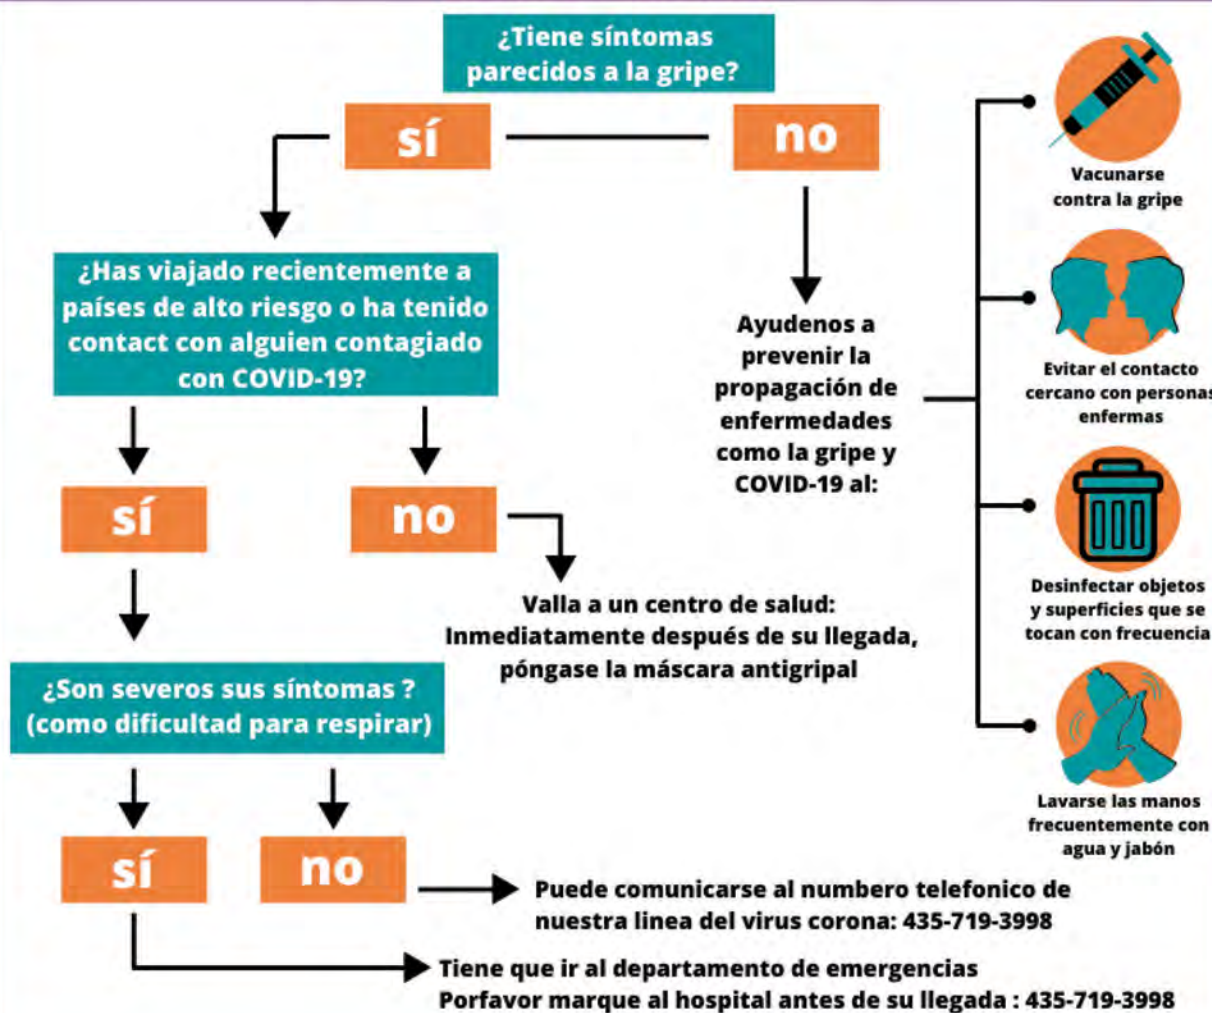 ¿Tiene síntomas
parecidos a la gripe?
sí
no
¿Has viajado recientemente a
países de alto riesgo o ha tenido
contact con alguien contagiado
con COVID-19?
sí
no
Valla a un centro de salud:
Inmediatamente después de su llegada,
póngase la máscara antigripal
¿Son severos sus síntomas ?
(como dificultad para respirar)
sí
no
Puede comunicarse al numbero telefonico de
nuestra linea del virus corona: 435-719-3998
Tiene que ir al departamento de emergencias
Porfavor marque al hospital antes de su llegada : 435-719-3998
Ayudenos a
prevenir la
propagación de
enfermedades
como la gripe y
COVID-19 al:
Vacunarse
contra la gripe
Evitar el contacto
cercano con personas
enfermas
Desinfectar objetos
y superficies que se
tocan con frecuencia
Lavarse las manos
frecuentemente con
agua y jabón